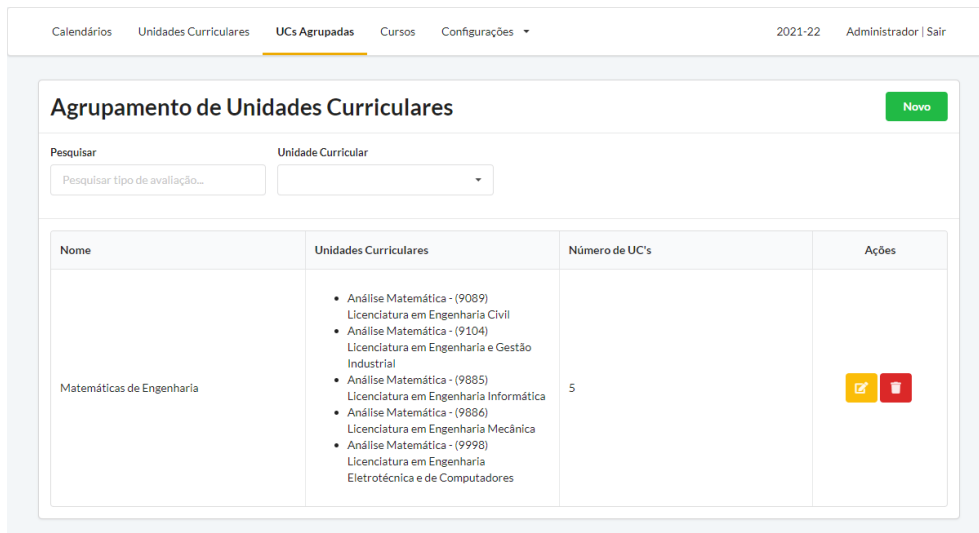 Calendários Unidades Curriculares UCs Agrupadas Cursos Configurações 2021-22 Administrador | Sair
Agrupamento de Unidades Curriculares Novo
Pesquisar Unidade Curricular
Pesquisar tipo de avaliação...
Nome Unidades Curriculares Número de UC's Ações
Análise Matemática - (9089)
Licenciatura em Engenharia Civil
Análise Matemática - (9104)
Licenciatura em Engenharia e Gestão
Industrial
Análise Matemática - (9885)
Matemáticas de Engenharia Licenciatura em Engenharia Informática 5
Análise Matemática - (9886)
Licenciatura em Engenharia Mecânica
Análise Matemática - (9998)
Licenciatura em Engenharia
Eletrotécnica e de Computadores